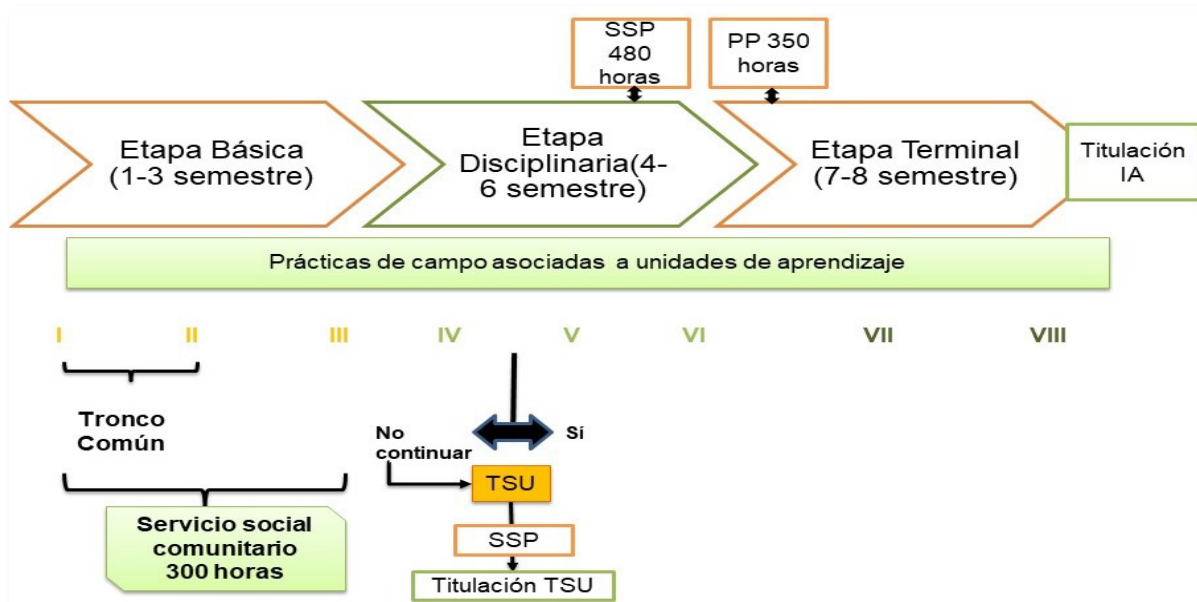 SSP
480
horas
PP 350
horas
Etapa Básica
(1-3 semestre)
Etapa
Disciplinaria(4-
6 semestre)
Etapa Terminal
(7-8 semestre)
Titulación
IA
Prácticas de campo asociadas a unidades de aprendizaje
I II III IV V VI VII VIII
Tronco
Común
No
continuar
Sí
TSU
Servicio social
comunitario
300 horas
SSP
Titulación TSU